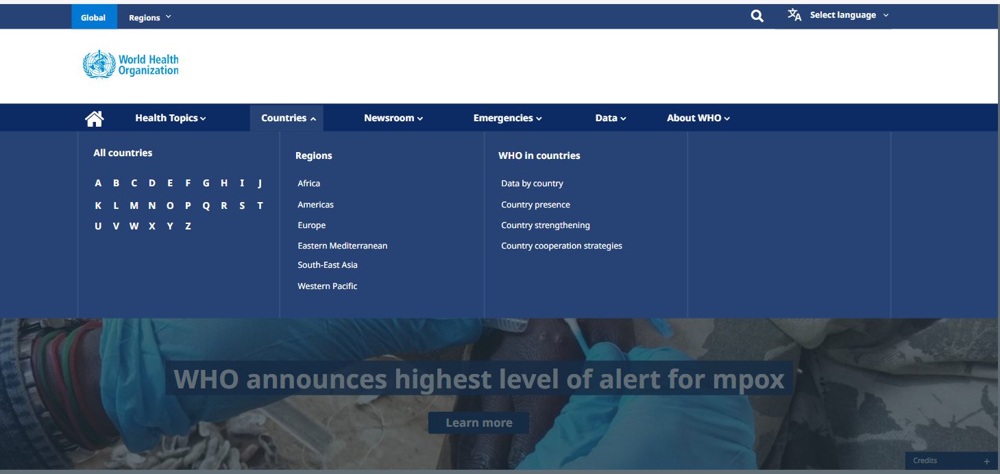 Global Regions Select language
World Health
Organization
Health Topics Countries Newsroom Emergencies Data About WHO
All countries
A B C D E F G H I J
K L M N O P Q R S T
U V W X Y Z
Regions
Africa
Americas
Europe
Eastern Mediterranean
South-East Asia
Western Pacific
WHO in countries
Data by country
Country presence
Country strengthening
Country cooperation strategies
WHO announces highest level of alert for mpox
Learn more
Credits +